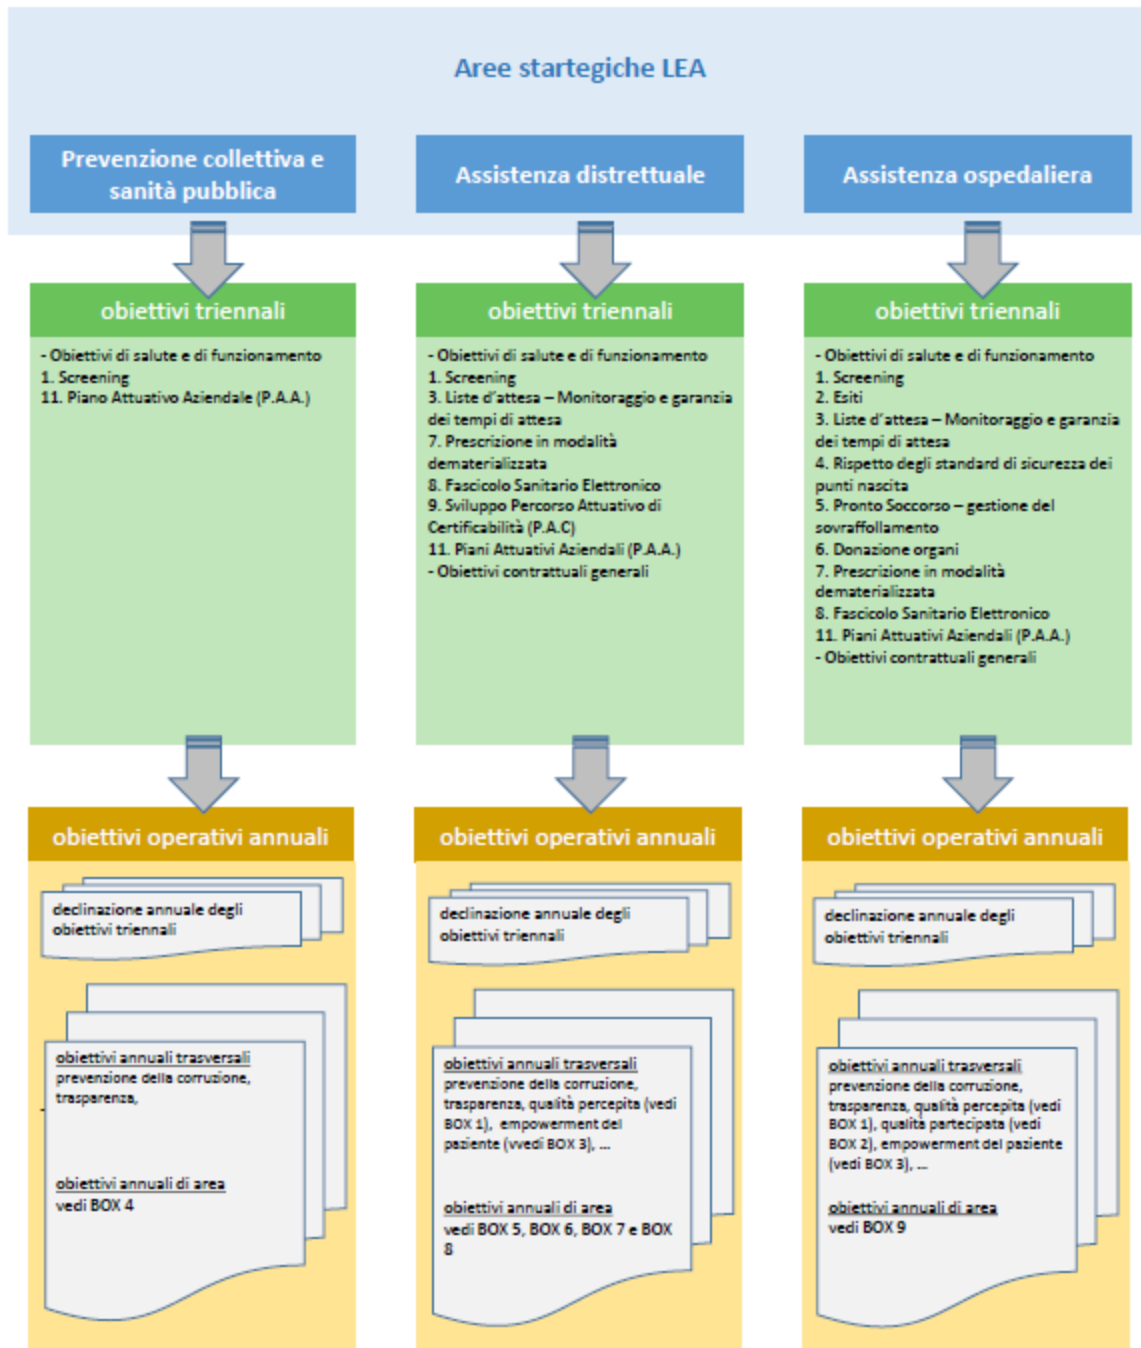 Aree startegiche LEA
Prevenzione collettiva e
sanità pubblica
obiettivi triennali
- Obiettivi di salute e di funzionamento
1. Screening
11. Piano Attuativo Aziendale (P.A.A.)
obiettivi operativi annuali
declinazione annuale degli
obiettivi triennali
obiettivi annuali trasversali
prevenzione della corruzione,
trasparenza,
obiettivi annuali di area
vedi BOX 4
Assistenza distrettuale
obiettivi triennali
- Obiettivi di salute e di funzionamento
1. Screening
3. Liste d'attesa – Monitoraggio e garanzia
dei tempi di attesa
7. Prescrizione in modalità
dematerializzata
8. Fascicolo Sanitario Elettronico
9. Sviluppo Percorso Attuativo di
Certificabilità (P.A.C)
11. Piani Attuativi Aziendali (P.A.A.)
- Obiettivi contrattuali generali
obiettivi operativi annuali
declinazione annuale degli
obiettivi triennali
obiettivi annuali trasversali
prevenzione della corruzione,
trasparenza, qualità percepita (vedi
BOX 1), empowerment del
paziente (vvedi BOX 3), ...
obiettivi annuali di area
vedi BOX 5, BOX 6, BOX 7 e BOX
8
Assistenza ospedaliera
obiettivi triennali
- Obiettivi di salute e di funzionamento
1. Screening
2. Esiti
3. Liste d'attesa – Monitoraggio e garanzia
dei tempi di attesa
4. Rispetto degli standard di sicurezza dei
punti nascita
5. Pronto Soccorso – gestione del
sovraffollamento
6. Donazione organi
7. Prescrizione in modalità
dematerializzata
8. Fascicolo Sanitario Elettronico
11. Piani Attuativi Aziendali (P.A.A.)
- Obiettivi contrattuali generali
obiettivi operativi annuali
declinazione annuale degli
obiettivi triennali
obiettivi annuali trasversali
prevenzione della corruzione,
trasparenza, qualità percepita (vedi
BOX 1), qualità partecipata (vedi
BOX 2), empowerment del paziente
(vedi BOX 3), ...
obiettivi annuali di area
vedi BOX 9